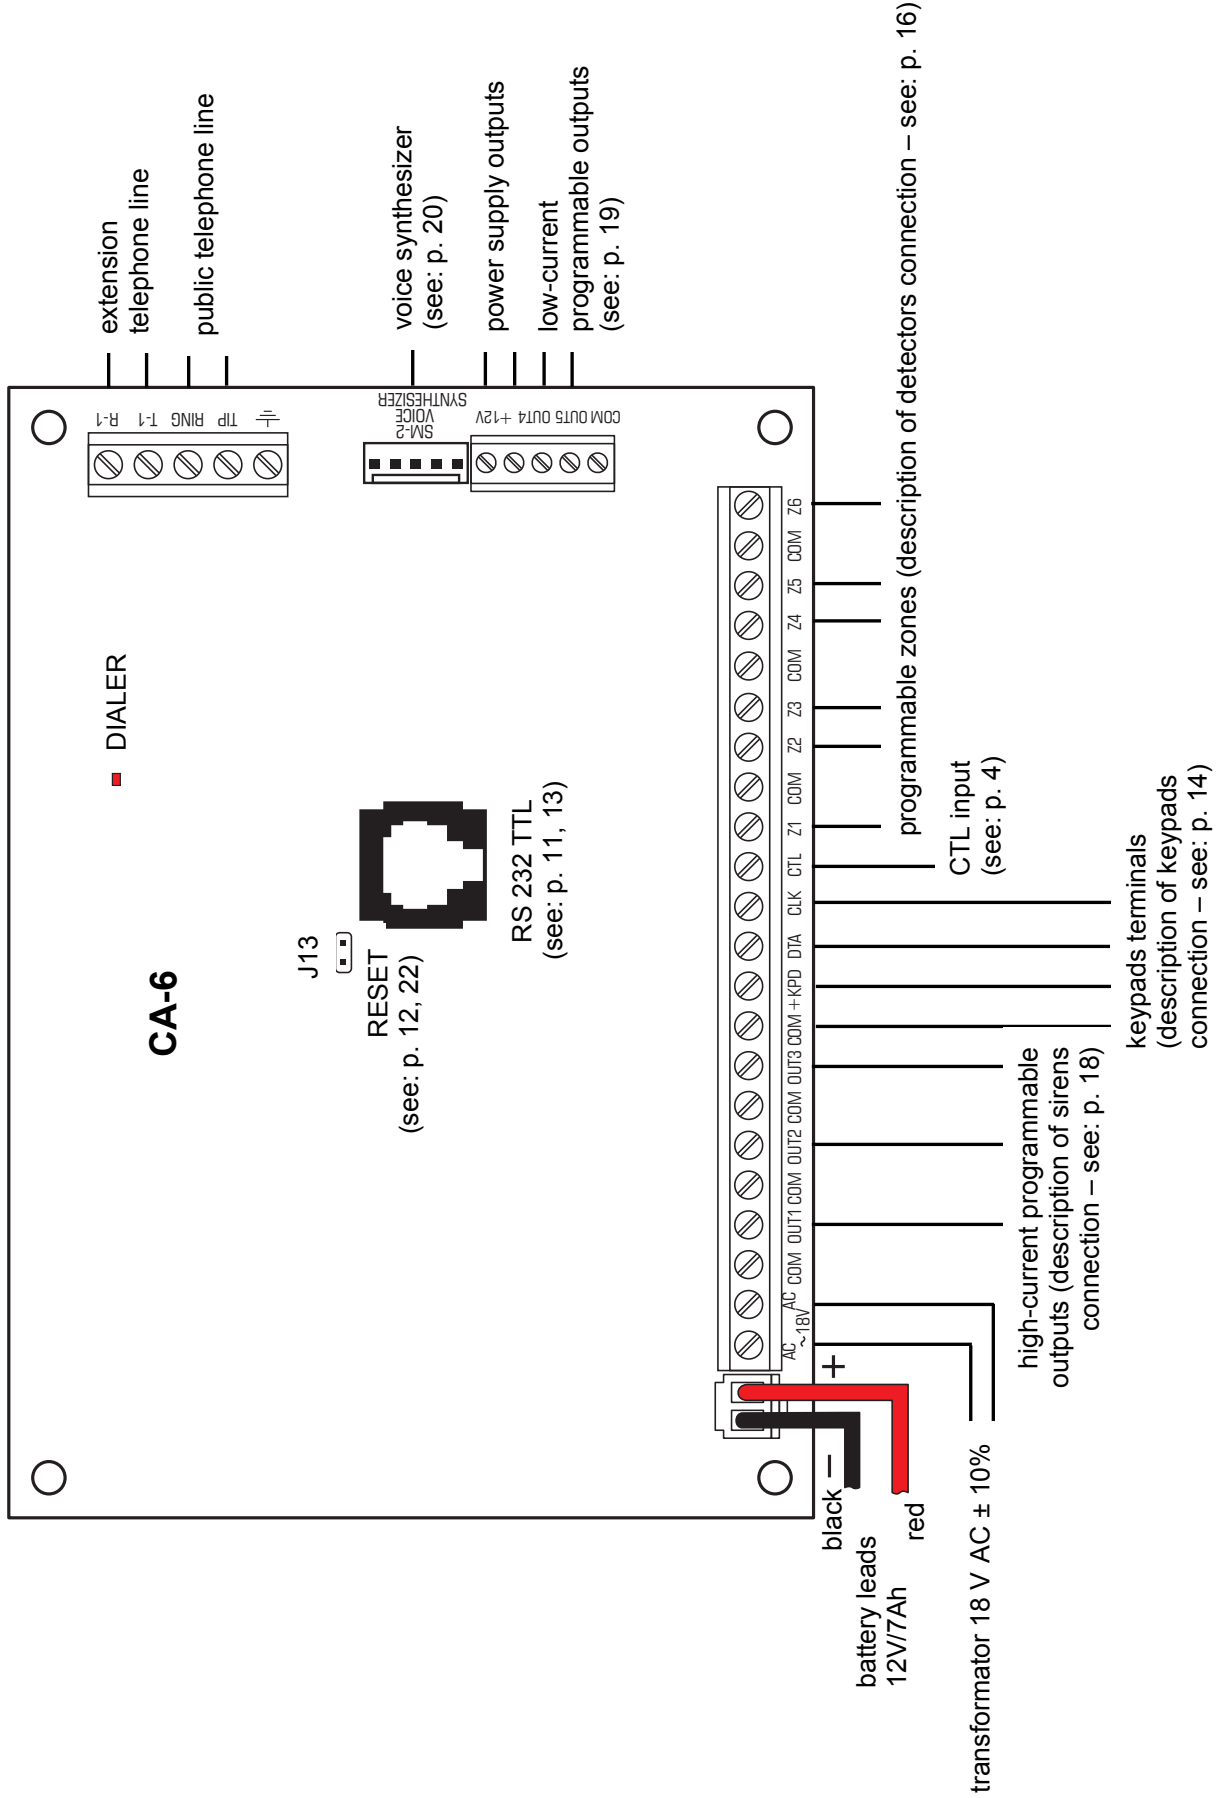 extension
telephone line
public telephone line
voice synthesizer
(see: p. 20)
power supply outputs
low-current
programmable outputs
(see: p. 19)
R-1
T-1
RING
TIP
SM-2
VOICE
SYNTHESIZER
COM OUT5 OUT4 +12V
DIALER
CA-6
J13
RESET
(see: p. 12, 22)
RS 232 TTL
(see: p. 11, 13)
AC ~18V AC COM OUT1 COM OUT2 COM OUT3 COM +KPD DTA CLK CTL Z1 COM Z2 Z3 COM Z4 Z5 COM Z6
programmable zones (description of detectors connection – see: p. 16)
CTL input
(see: p. 4)
keypads terminals
(description of keypads
connection – see: p. 14)
high-current programmable
outputs (description of sirens
connection – see: p. 18)
black – +
red
battery leads
12V/7Ah
transformator 18 V AC ± 10%